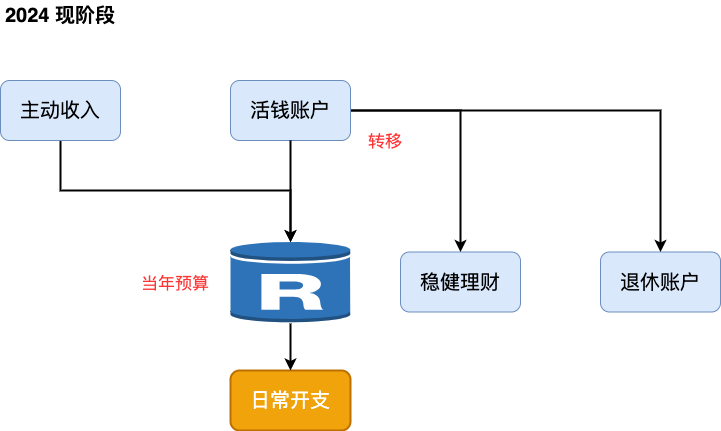 2024 现阶段
主动收入
活钱账户
转移
当年预算
R
稳健理财
退休账户
日常开支